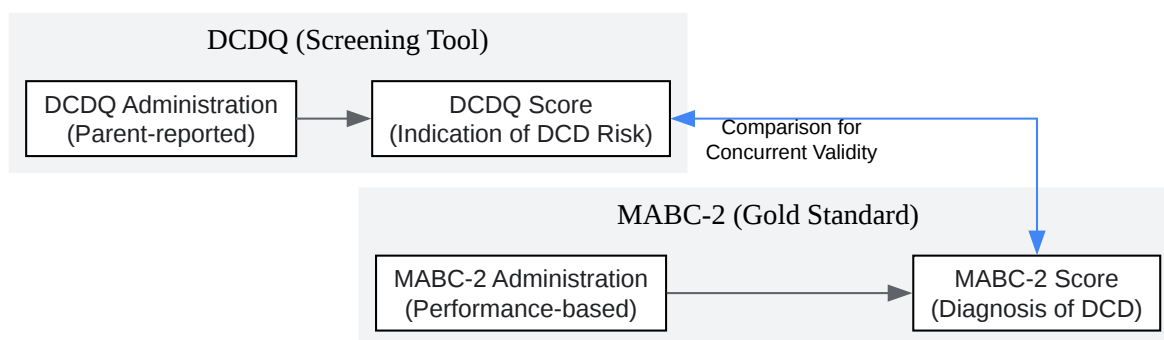 DCDQ (Screening Tool)
DCDQ Administration
(Parent-reported)
DCDQ Score
(Indication of DCD Risk)
Comparison for
Concurrent Validity
MABC-2 (Gold Standard)
MABC-2 Administration
(Performance-based)
MABC-2 Score
(Diagnosis of DCD)